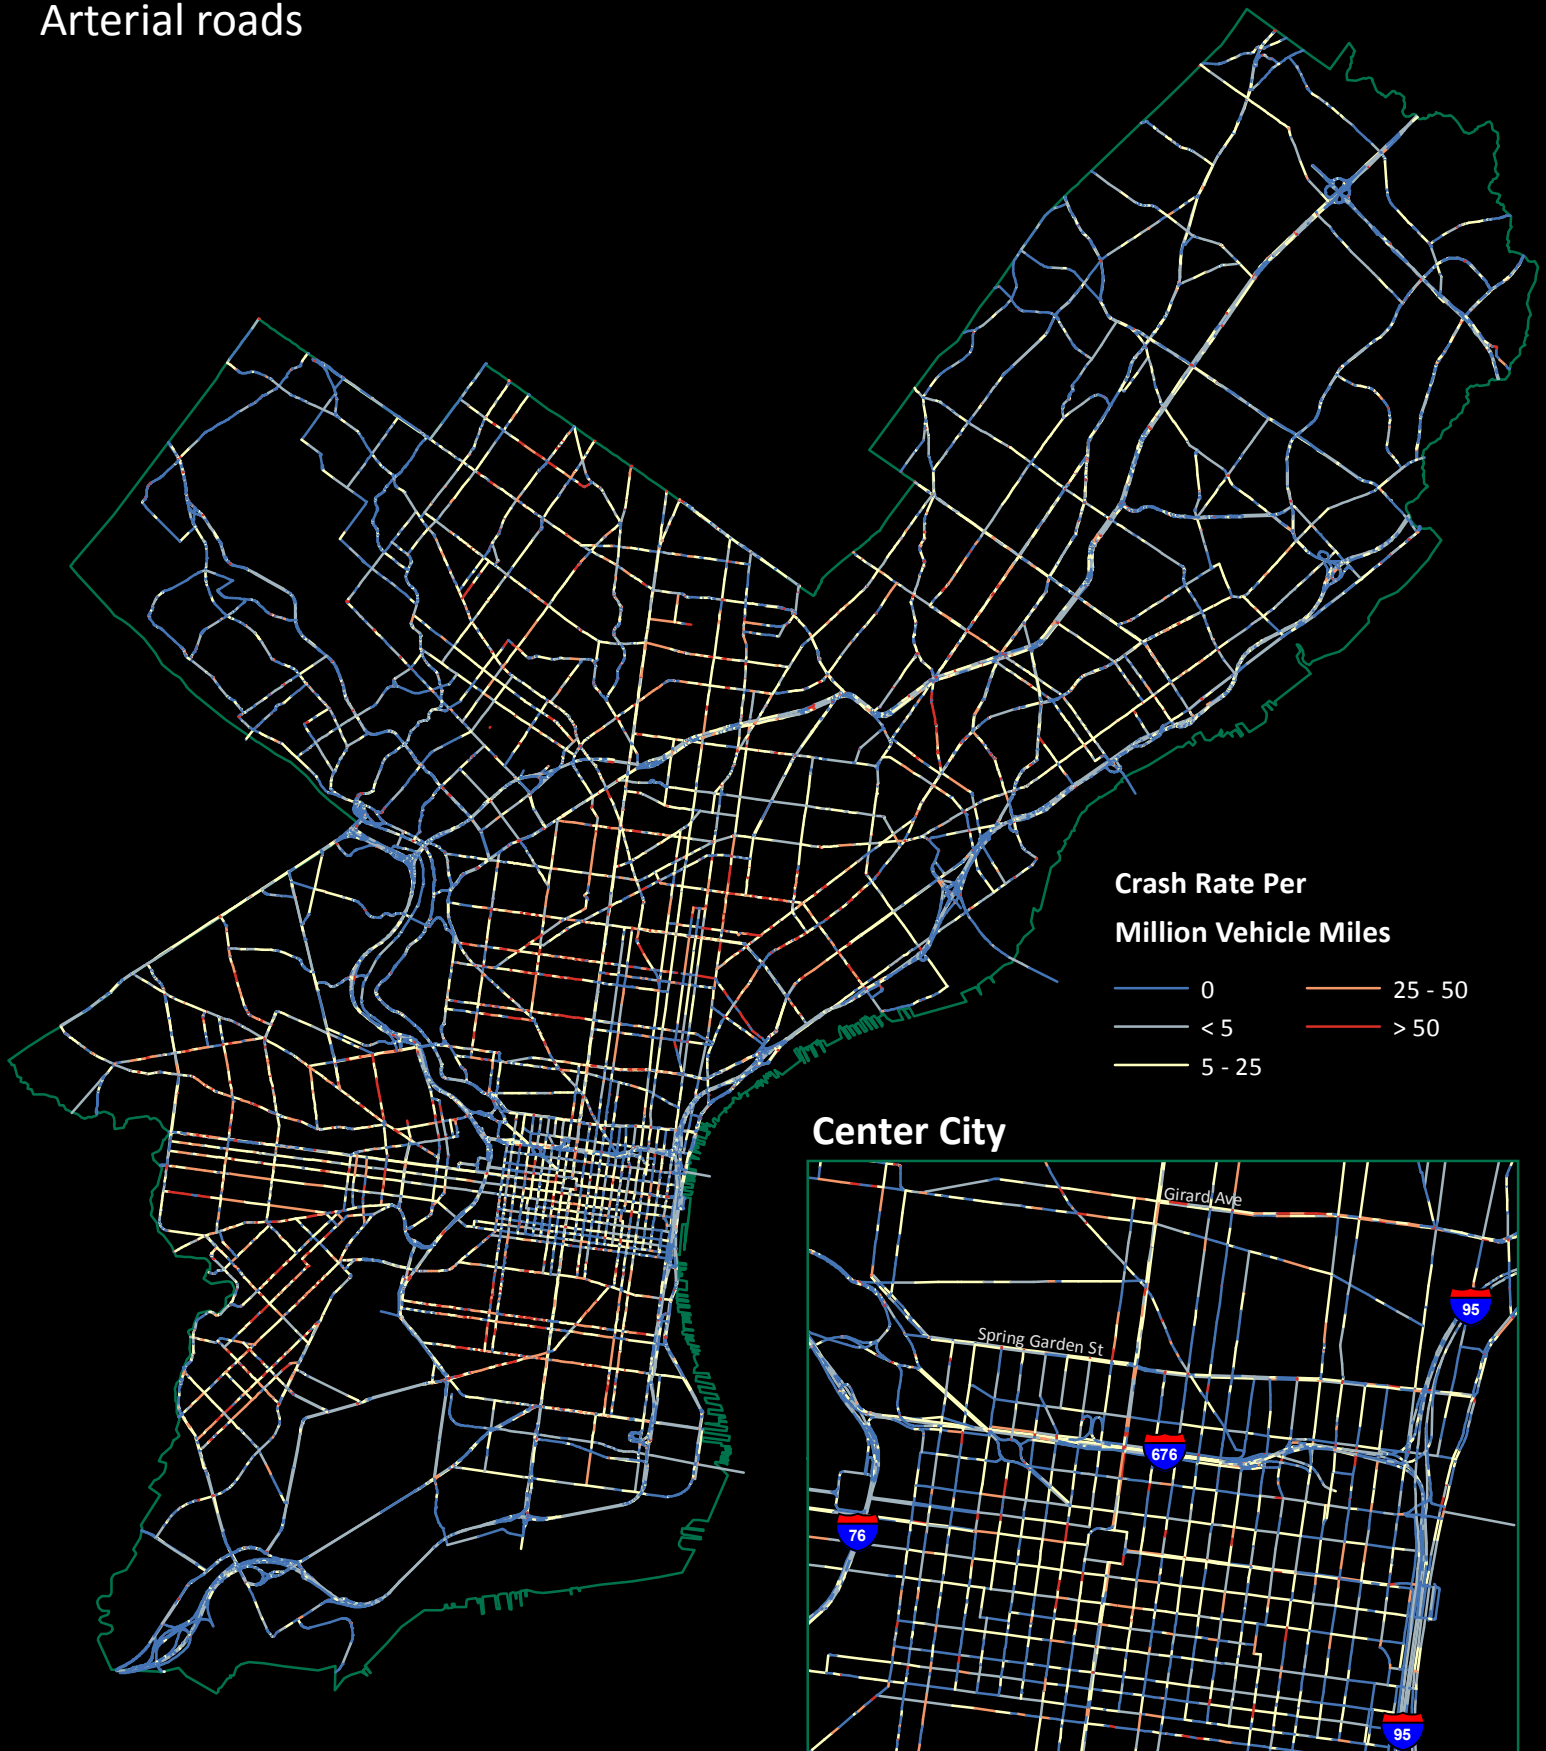 Arterial roads
Crash Rate Per
Million Vehicle Miles
0
25 - 50
< 5
> 50
5 - 25
Center City
Girard Ave
95
Spring Garden St
676
76
95